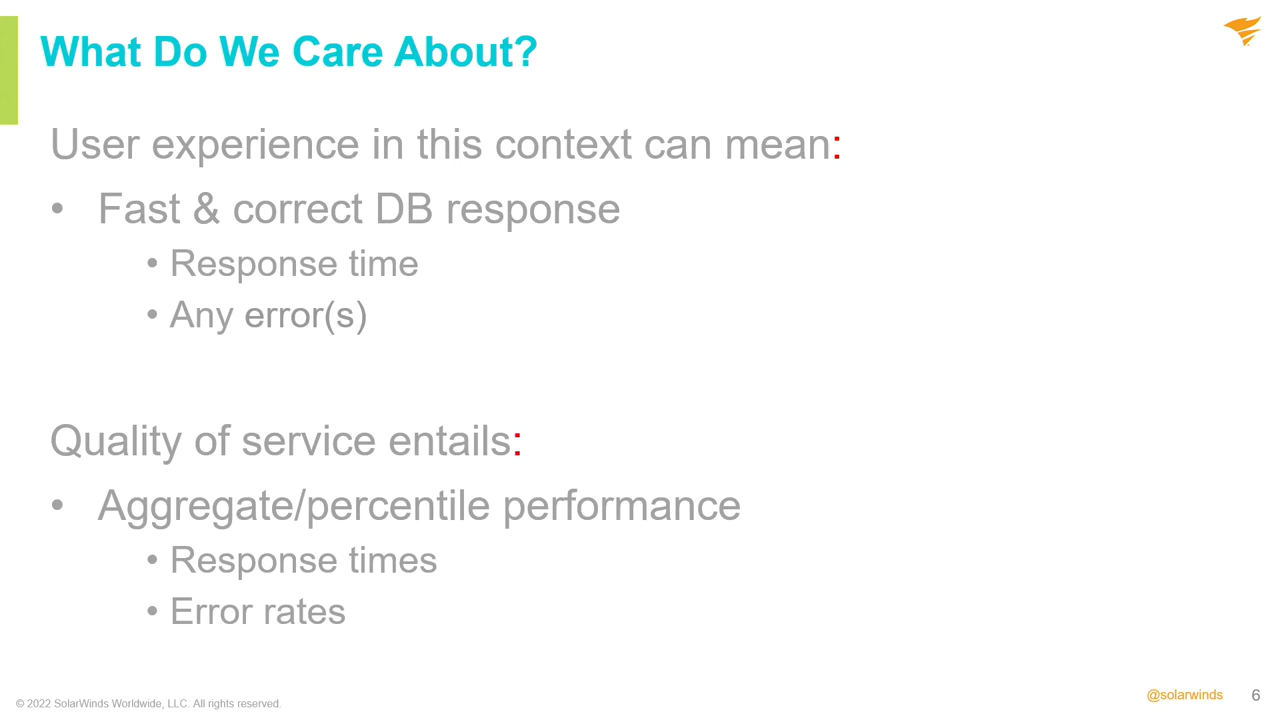 What Do We Care About?
User experience in this context can mean:
• Fast & correct DB response
• Response time
• Any error(s)
Quality of service entails:
• Aggregate/percentile performance
• Response times
• Error rates
© 2022 SolarWinds Worldwide, LLC. All rights reserved.
@solarwinds 6